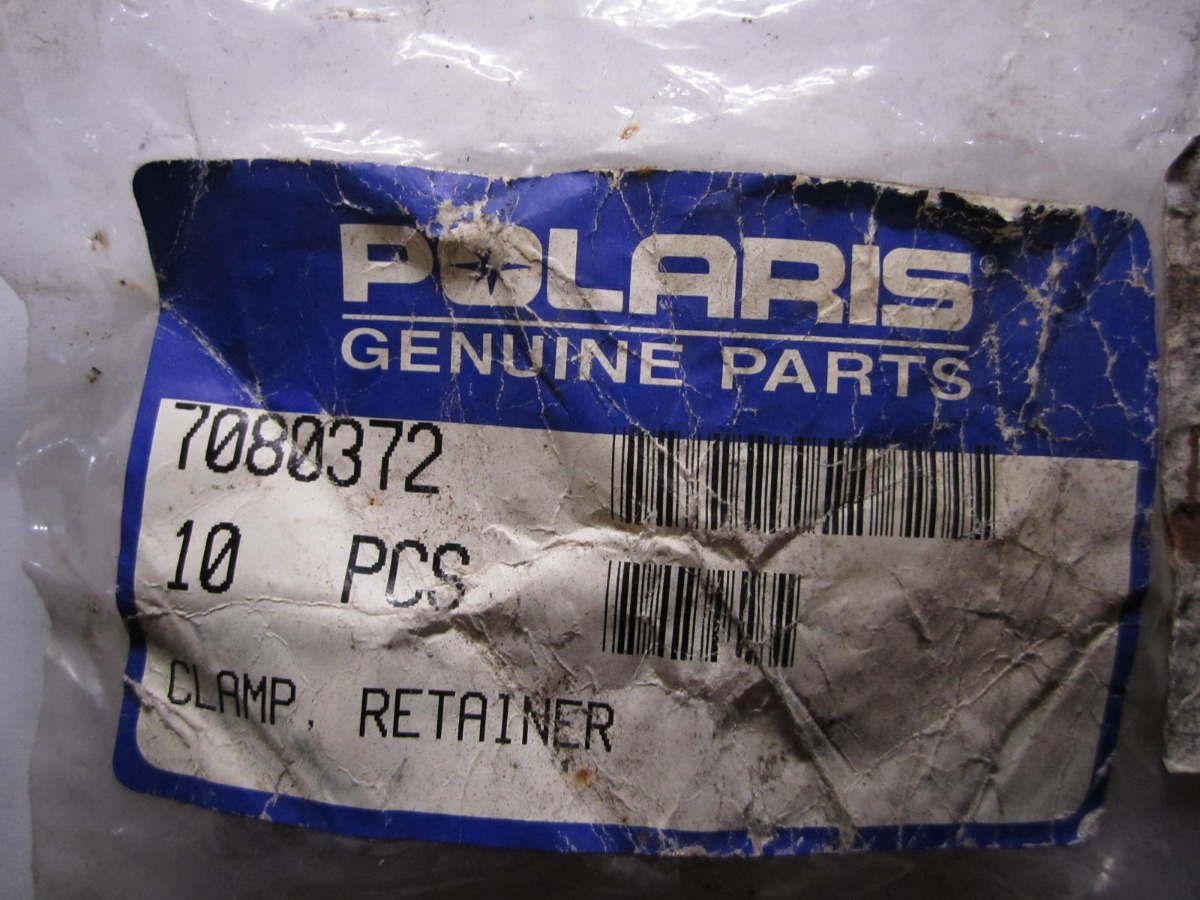 POLARIS®
GENUINE PARTS
7080372
10 PCS
CLAMP, RETAINER